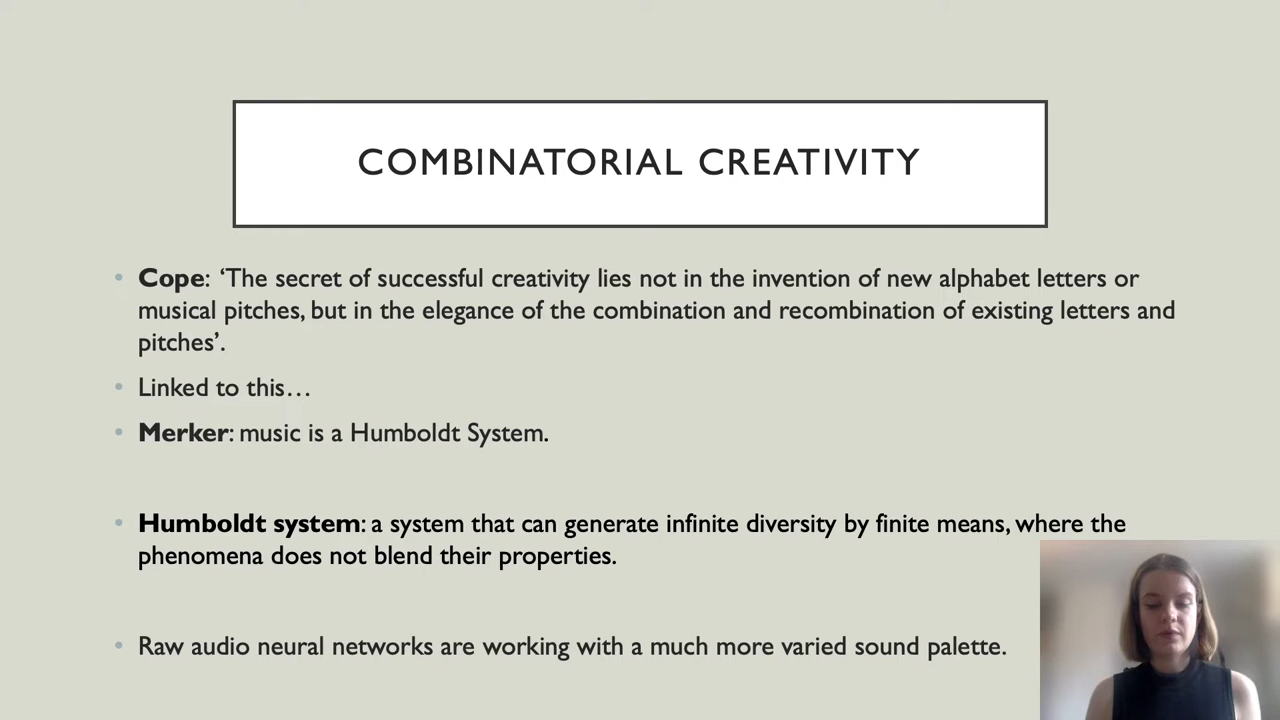 COMBINATORIAL CREATIVITY
• Cope: ‘The secret of successful creativity lies not in the invention of new alphabet letters or
musical pitches, but in the elegance of the combination and recombination of existing letters and
pitches’.
• Linked to this…
• Merker: music is a Humboldt System.
• Humboldt system: a system that can generate infinite diversity by finite means, where the
phenomena does not blend their properties.
• Raw audio neural networks are working with a much more varied sound palette.